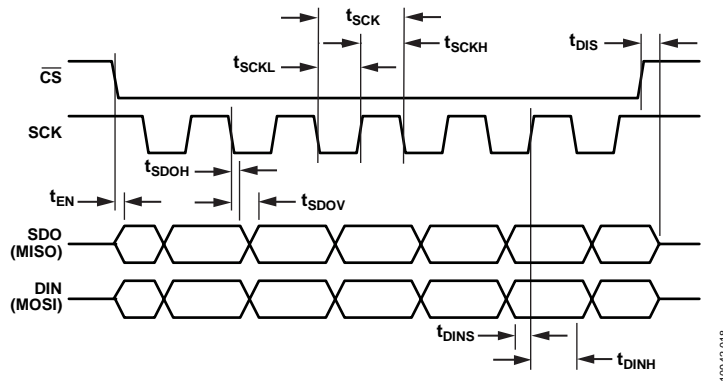 tSCK
tSCKH
tSCKL
tDIS
CS
SCK
tSDOH
tEN
tSDOV
SDO
(MISO)
DIN
(MOSI)
tDINS
tDINH